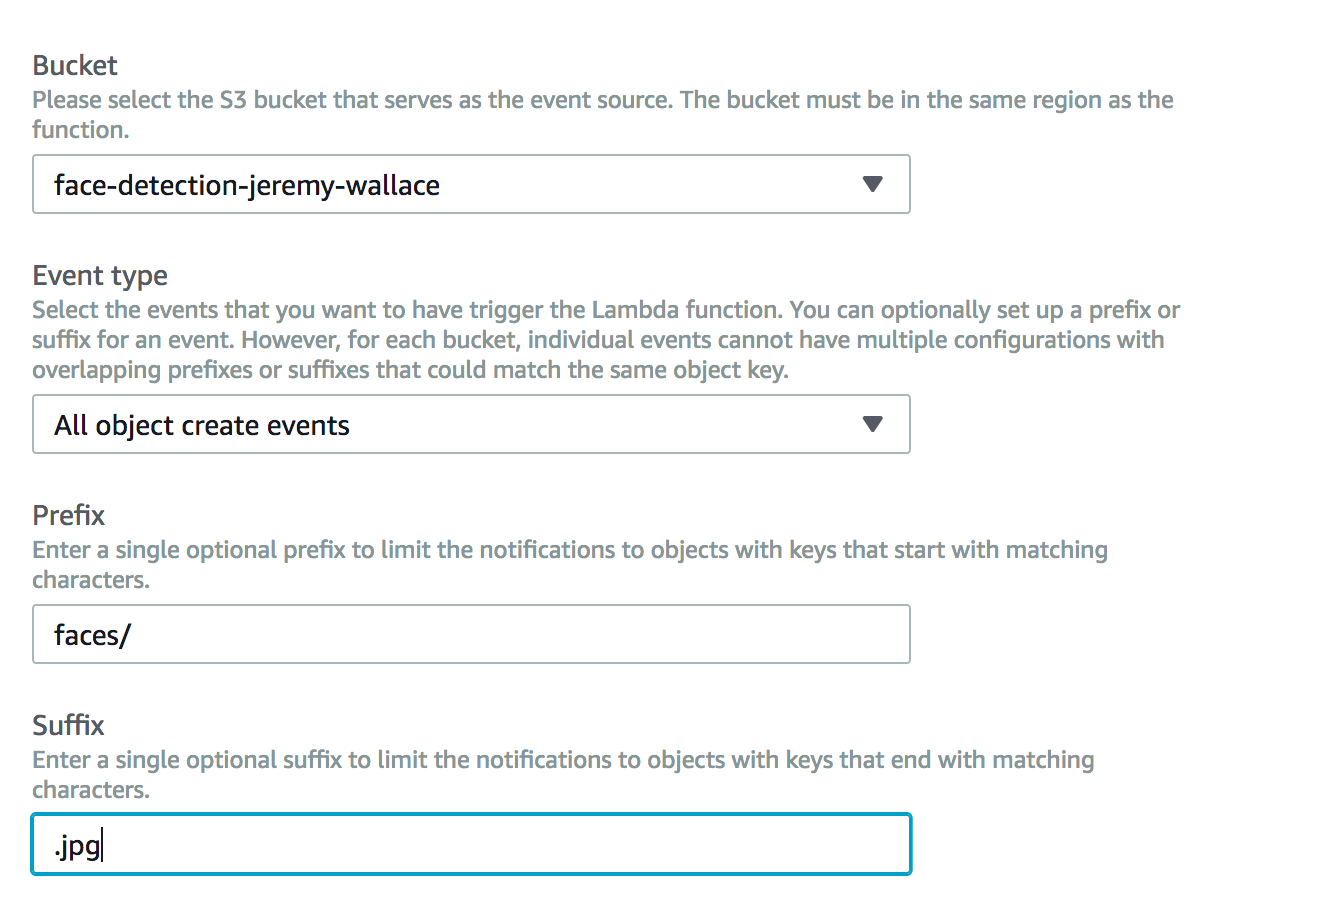 Bucket
Please select the S3 bucket that serves as the event source. The bucket must be in the same region as the
function.
face-detection-jeremy-wallace
Event type
Select the events that you want to have trigger the Lambda function. You can optionally set up a prefix or
suffix for an event. However, for each bucket, individual events cannot have multiple configurations with
overlapping prefixes or suffixes that could match the same object key.
All object create events
Prefix
Enter a single optional prefix to limit the notifications to objects with keys that start with matching
characters.
faces/
Suffix
Enter a single optional suffix to limit the notifications to objects with keys that end with matching
characters.
.jpg